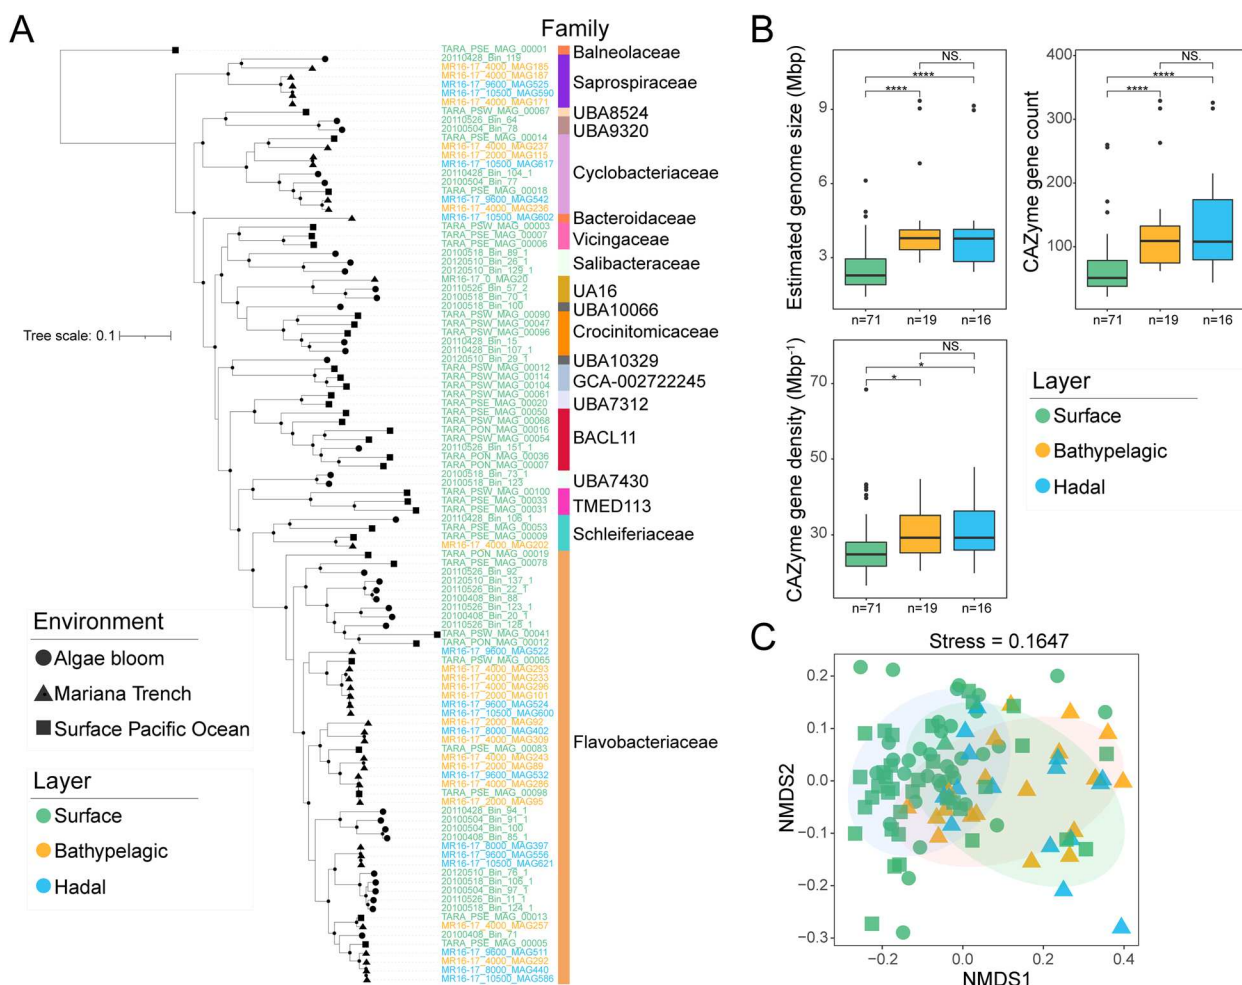 A
Family
TARA_PSE_MAG_00001
20110428_Bin_119
MR16-17_4000_MAG185
MR16-17_4000_MAG187
MR16-17_9600_MAG525
MR16-17_10500_MAG590
MR16-17_4000_MAG171
TARA_PSW_MAG_00067
20110526_Bin_64
20100504_Bin_78
TARA_PSE_MAG_00014
MR16-17_4000_MAG237
MR16-17_2000_MAG115
MR16-17_10500_MAG617
20110428_Bin_104_1
20100504_Bin_77
TARA_PSE_MAG_00018
MR16-17_9600_MAG542
MR16-17_4000_MAG236
MR16-17_10500_MAG602
TARA_PSW_MAG_00003
TARA_PSE_MAG_00007
TARA_PSE_MAG_00006
20100518_Bin_89_1
20120510_Bin_26_1
20120510_Bin_129_1
MR16-17_0_MAG20
20110526_Bin_57_2
20100518_Bin_70_1
20100518_Bin_100
TARA_PSW_MAG_00090
TARA_PSW_MAG_00047
TARA_PSW_MAG_00096
20110428_Bin_15
20110428_Bin_107_1
20120510_Bin_29_1
TARA_PSW_MAG_00012
TARA_PSW_MAG_00114
TARA_PSW_MAG_00104
TARA_PSW_MAG_00061
TARA_PSE_MAG_00020
TARA_PSE_MAG_00050
TARA_PSW_MAG_00068
TARA_PON_MAG_00016
TARA_PSW_MAG_00054
20110526_Bin_151_1
TARA_PON_MAG_00036
TARA_PON_MAG_00007
20100518_Bin_73_1
20100518_Bin_123
TARA_PSW_MAG_00100
TARA_PSE_MAG_00033
TARA_PSE_MAG_00031
20110428_Bin_106_1
TARA_PSE_MAG_00053
TARA_PSE_MAG_00009
MR16-17_4000_MAG202
TARA_PON_MAG_00019
TARA_PSE_MAG_00078
20110526_Bin_92
20120510_Bin_137_1
20110526_Bin_22_1
20100408_Bin_88
20110526_Bin_123_1
20100408_Bin_20_1
20110526_Bin_128_1
TARA_PSW_MAG_00041
TARA_PON_MAG_00012
MR16-17_9600_MAG522
TARA_PSW_MAG_00065
MR16-17_4000_MAG293
MR16-17_4000_MAG233
MR16-17_4000_MAG296
MR16-17_2000_MAG101
MR16-17_9600_MAG524
MR16-17_10500_MAG600
MR16-17_2000_MAG92
MR16-17_8000_MAG402
MR16-17_4000_MAG309
TARA_PSE_MAG_00083
MR16-17_4000_MAG243
MR16-17_2000_MAG89
MR16-17_9600_MAG532
MR16-17_4000_MAG286
TARA_PSE_MAG_00098
MR16-17_2000_MAG95
20110428_Bin_94_1
20100504_Bin_91_1
20100504_Bin_100
20100408_Bin_85_1
MR16-17_8000_MAG397
MR16-17_9600_MAG556
MR16-17_10500_MAG621
20120510_Bin_76_1
20100518_Bin_106_1
20100504_Bin_97_1
20110526_Bin_11_1
20100518_Bin_124_1
TARA_PSE_MAG_00013
MR16-17_4000_MAG257
20100408_Bin_71
TARA_PSE_MAG_00005
MR16-17_9600_MAG511
MR16-17_4000_MAG292
MR16-17_8000_MAG440
MR16-17_10500_MAG586
Balneolaceae
Saprospiraceae
UBA8524
UBA9320
Cyclobacteriaceae
Bacteroidaceae
Vicingaceae
Salibacteraceae
UA16
UBA10066
Crocinitomicaceae
UBA10329
GCA-002722245
UBA7312
BACL11
UBA7430
TMED113
Schleiferiaceae
Flavobacteriaceae
Tree scale: 0.1
Environment
Algae bloom
Mariana Trench
Surface Pacific Ocean
Layer
Surface
Bathypelagic
Hadal
B
Estimated genome size (Mbp)
9
6
3
NS.
****
****
n=71
n=19
n=16
CAZyme gene count
400
300
200
100
NS.
****
****
n=71
n=19
n=16
CAZyme gene density (Mbp⁻¹)
70
50
30
NS.
*
*
n=71
n=19
n=16
Layer
Surface
Bathypelagic
Hadal
C
Stress = 0.1647
NMDS2
0.2
0.1
0.0
−0.1
−0.2
−0.3
−0.2
0.0
0.2
0.4
NMDS1